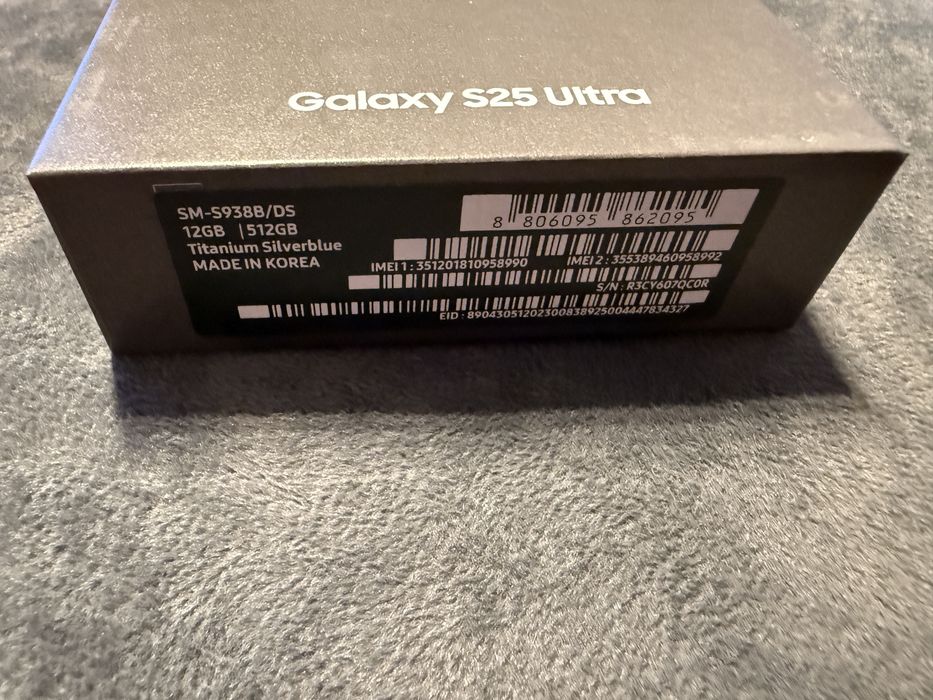 Galaxy S25 Ultra
SM-S938B/DS
12GB | 512GB
Titanium Silverblue
MADE IN KOREA
8 806095 862095
IMEI 1 : 351201810958990 IMEI 2 : 355389460958992
S/N : R3CY607QC0R
EID : 89043051202300838925004447834327